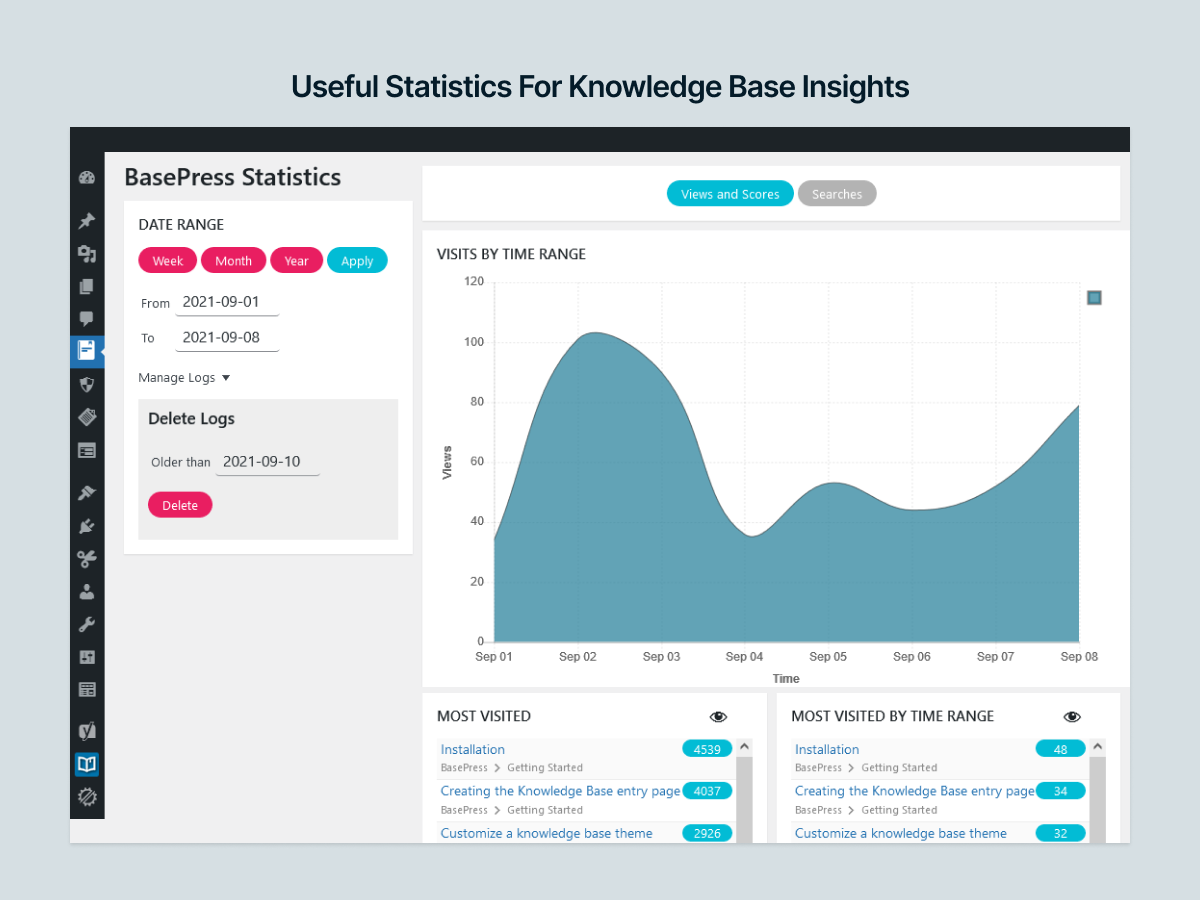 Useful Statistics For Knowledge Base Insights
BasePress Statistics
DATE RANGE
Week Month Year Apply
From 2021-09-01
To 2021-09-08
Manage Logs
Delete Logs
Older than 2021-09-10
Delete
Views and Scores Searches
VISITS BY TIME RANGE
120
100
80
60
40
20
0
Views
Sep 01 Sep 02 Sep 03 Sep 04 Sep 05 Sep 06 Sep 07 Sep 08
Time
MOST VISITED
Installation 4539
BasePress > Getting Started
Creating the Knowledge Base entry page 4037
BasePress > Getting Started
Customize a knowledge base theme 2926
MOST VISITED BY TIME RANGE
Installation 48
BasePress > Getting Started
Creating the Knowledge Base entry page 34
BasePress > Getting Started
Customize a knowledge base theme 32